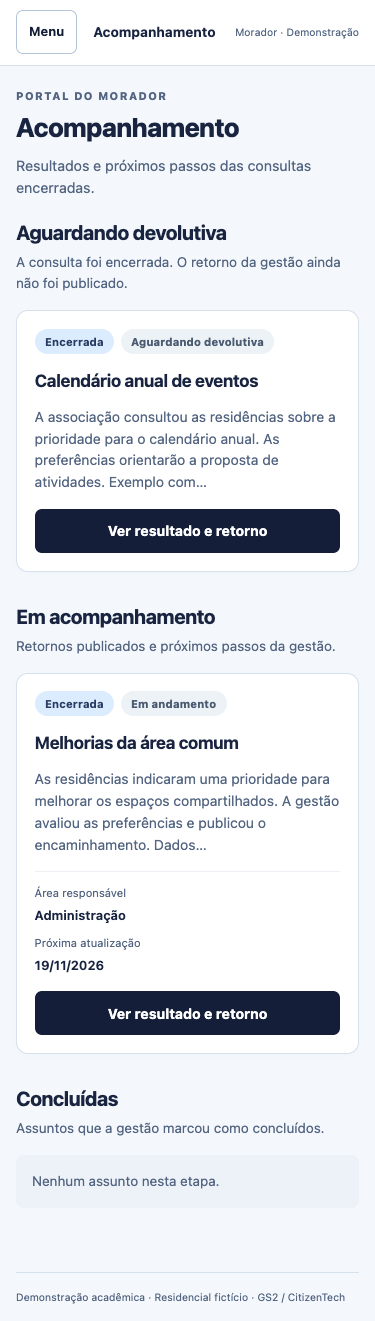 Menu
Acompanhamento
Morador · Demonstração
PORTAL DO MORADOR
Acompanhamento
Resultados e próximos passos das consultas
encerradas.
Aguardando devolutiva
A consulta foi encerrada. O retorno da gestão ainda
não foi publicado.
Encerrada
Aguardando devolutiva
Calendário anual de eventos
A associação consultou as residências sobre a
prioridade para o calendário anual. As
preferências orientarão a proposta de
atividades. Exemplo com...
Ver resultado e retorno
Em acompanhamento
Retornos publicados e próximos passos da gestão.
Encerrada
Em andamento
Melhorias da área comum
As residências indicaram uma prioridade para
melhorar os espaços compartilhados. A gestão
avaliou as preferências e publicou o
encaminhamento. Dados...
Área responsável
Administração
Próxima atualização
19/11/2026
Ver resultado e retorno
Concluídas
Assuntos que a gestão marcou como concluídos.
Nenhum assunto nesta etapa.
Demonstração acadêmica · Residencial fictício · GS2 / CitizenTech